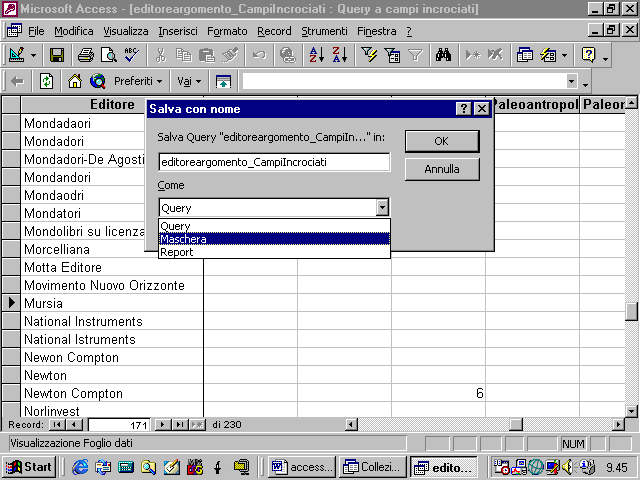 Microsoft Access - [editoreargomento_CampiIncrociati : Query a campi incrociati]
File Modifica Visualizza Inserisci Formato Record Strumenti Finestra ?
Preferiti Vai
Editore Paleoantropol Paleon
Salva con nome
Salva Query "editoreargomento_CampiIn..." in:
OK
editoreargomento_CampiIncrociati
Annulla
Come
Query
Query
Maschera
Report
Mondadaori
Mondadori
Mondadori-De Agosti
Mondandori
Mondaodri
Mondatori
Mondolibri su licenza
Morcelliana
Motta Editore
Movimento Nuovo Orizzonte
Mursia
National Instruments
National Istruments
Newon Compton
Newton
Newton Compton 6
Norlinvest
Record: 171 di 230
Visualizzazione Foglio dati NUM
Start access... Collezi... edito... 9.45